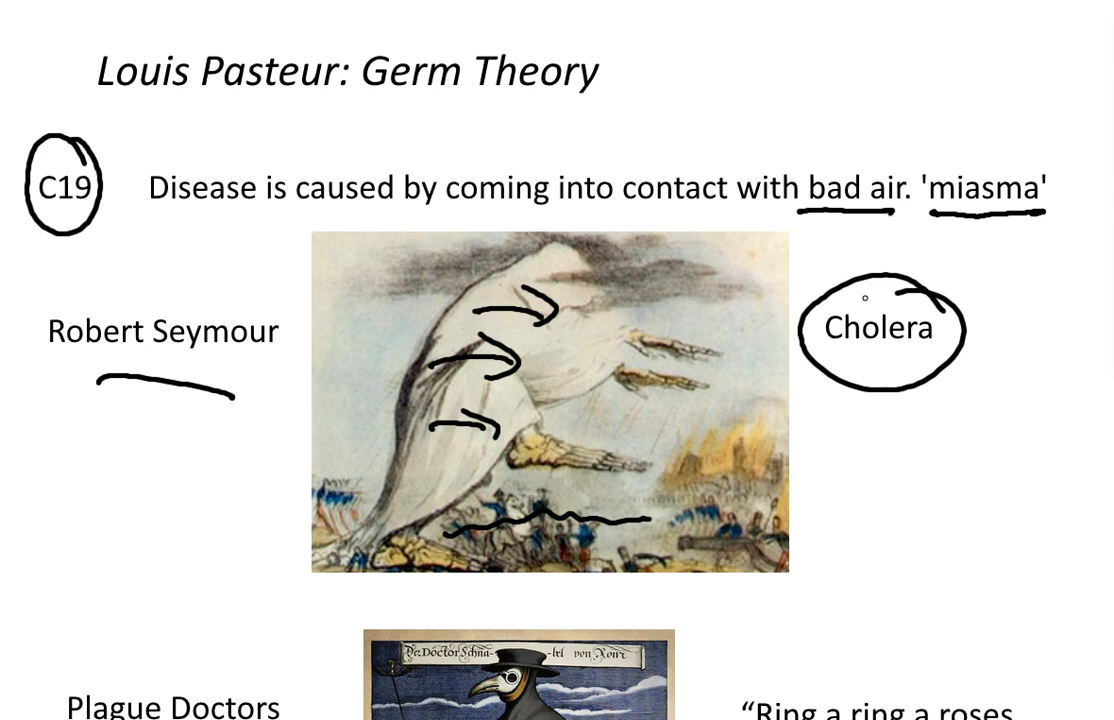 Louis Pasteur: Germ Theory
C19
Disease is caused by coming into contact with bad air. 'miasma'
Robert Seymour
Cholera
Der Doctor Schna-
-bel von Rom
Plague Doctors
“Ring a ring a roses